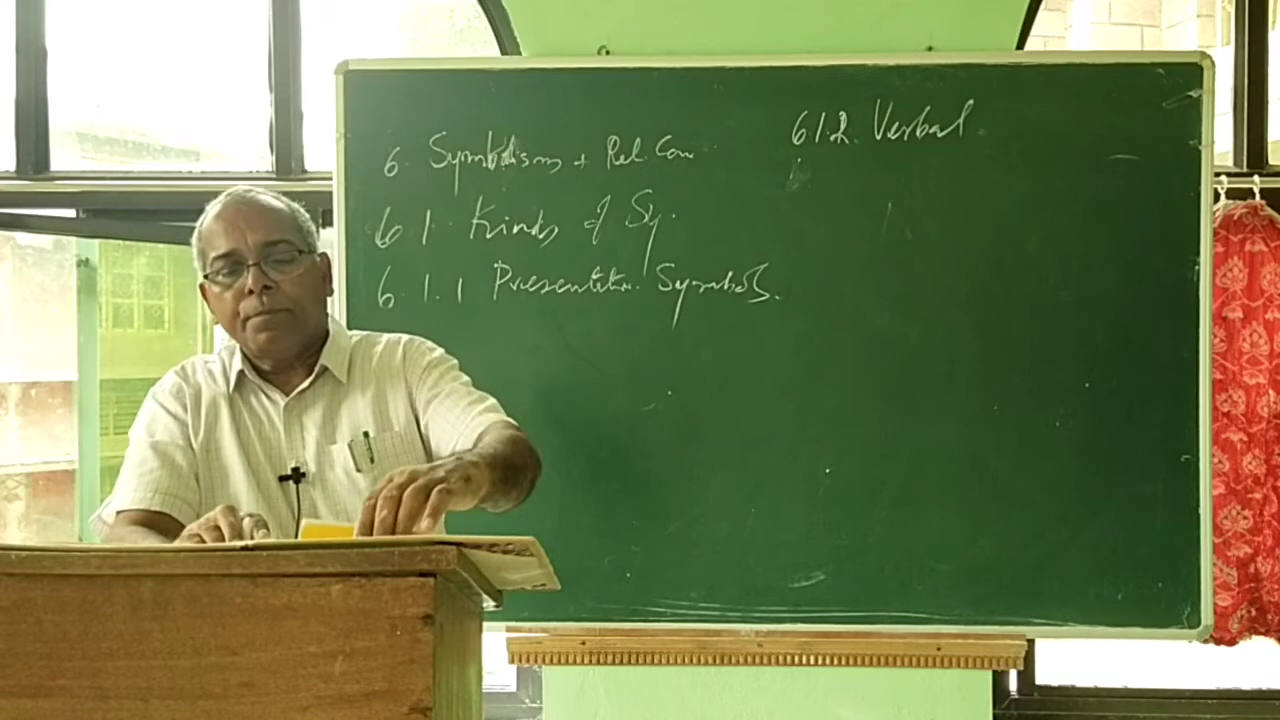 6. Symbolism + Rel. Com
6.1. Kinds of Sy.
6.1.1 Presentation. Symbols.
6.1.2. Verbal